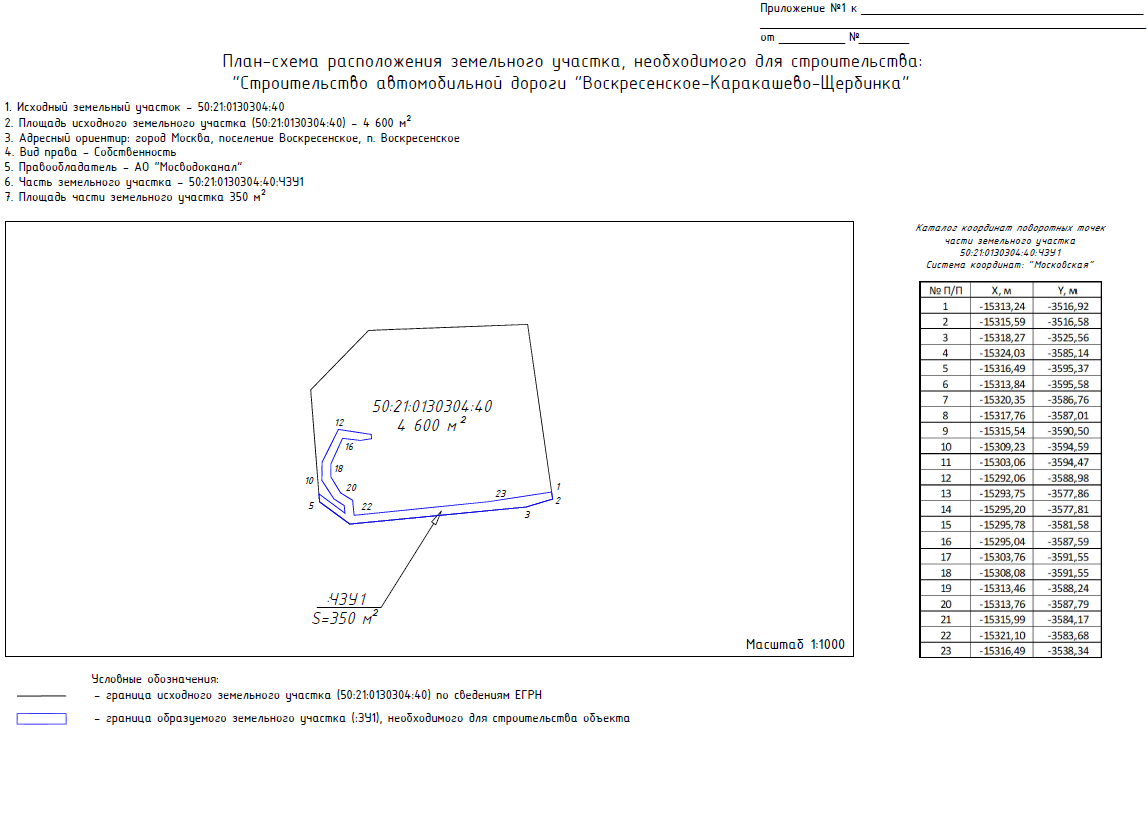 Приложение №1 к
от № 
План-схема расположения земельного участка, необходимого для строительства:
"Строительство автомобильной дороги "Воскресенское-Каракашево-Щербинка"
1. Исходный земельный участок - 50:21:0130304:40
2. Площадь исходного земельного участка (50:21:0130304:40) - 4 600 м²
3. Адресный ориентир: город Москва, поселение Воскресенское, п. Воскресенское
4. Вид права - Собственность
5. Правообладатель - АО "Мосводоканал"
6. Часть земельного участка - 50:21:0130304:40:ЧЗУ1
7. Площадь части земельного участка 350 м²
50:21:0130304:40
4 600 м²
12
16
18
10
20
5
22
23
1
2
3
:ЧЗУ1
S=350 м²
Масштаб 1:1000
Каталог координат поворотных точек
части земельного участка
50:21:0130304:40:ЧЗУ1
Система координат: "Московская"
№ П/П X, м Y, м
1 -15313,24 -3516,92
2 -15315,59 -3516,58
3 -15318,27 -3525,56
4 -15324,03 -3585,14
5 -15316,49 -3595,37
6 -15313,84 -3595,58
7 -15320,35 -3586,76
8 -15317,76 -3587,01
9 -15315,54 -3590,50
10 -15309,23 -3594,59
11 -15303,06 -3594,47
12 -15292,06 -3588,98
13 -15293,75 -3577,86
14 -15295,20 -3577,81
15 -15295,78 -3581,58
16 -15295,04 -3587,59
17 -15303,76 -3591,55
18 -15308,08 -3591,55
19 -15313,46 -3588,24
20 -15313,76 -3587,79
21 -15315,99 -3584,17
22 -15321,10 -3583,68
23 -15316,49 -3538,34
Условные обозначения:
- граница исходного земельного участка (50:21:0130304:40) по сведениям ЕГРН
- граница образуемого земельного участка (:ЗУ1), необходимого для строительства объекта